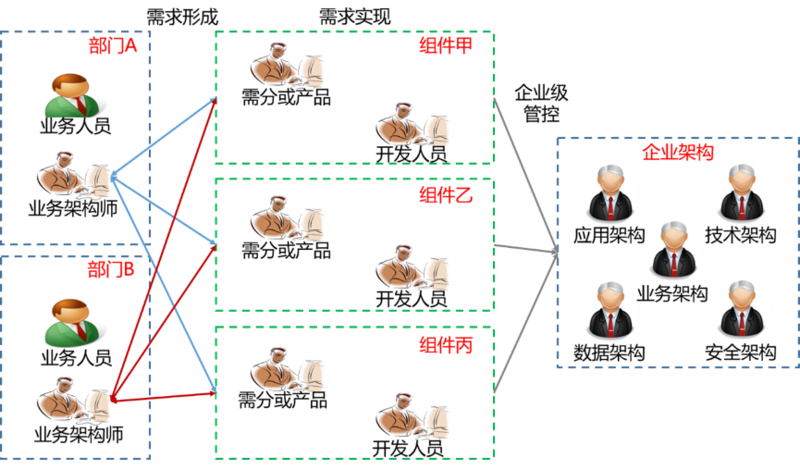 需求形成
需求实现
部门A
业务人员
业务架构师
部门B
业务人员
业务架构师
组件甲
需分或产品
开发人员
组件乙
需分或产品
开发人员
组件丙
需分或产品
开发人员
企业级
管控
企业架构
应用架构
技术架构
业务架构
数据架构
安全架构